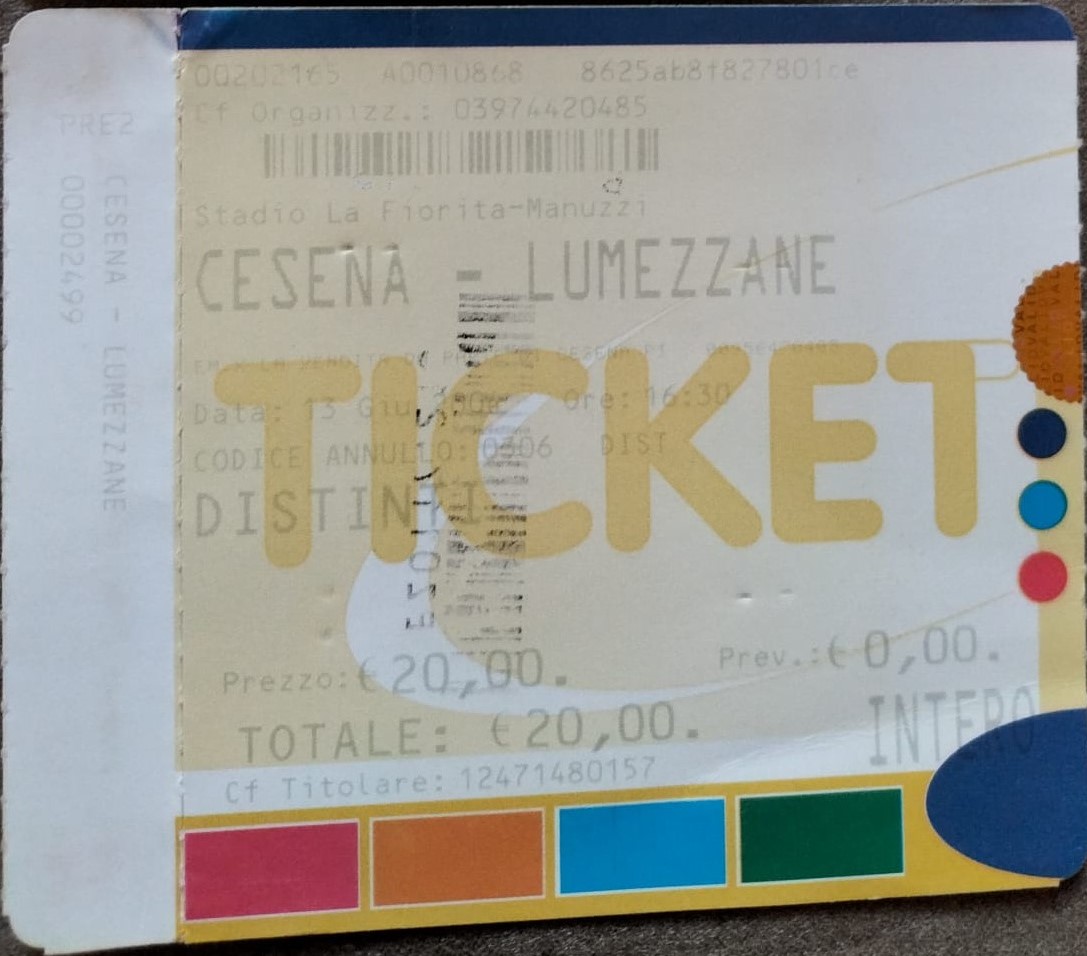 00202165 A0010868 8625ab8f827801ce
Cf Organizz.: 03974420485
Stadio La Fiorita-Manuzzi
CESENA - LUMEZZANE
TICKET
Data: 13 Giu Ore: 16:30
CODICE ANNULLO: 0306 DIST
DISTINTI
Prezzo: € 20,00. Prev.: € 0,00.
TOTALE: € 20,00. INTERO
Cf Titolare: 12471480157
PRE2 CESENA - LUMEZZANE
00002499